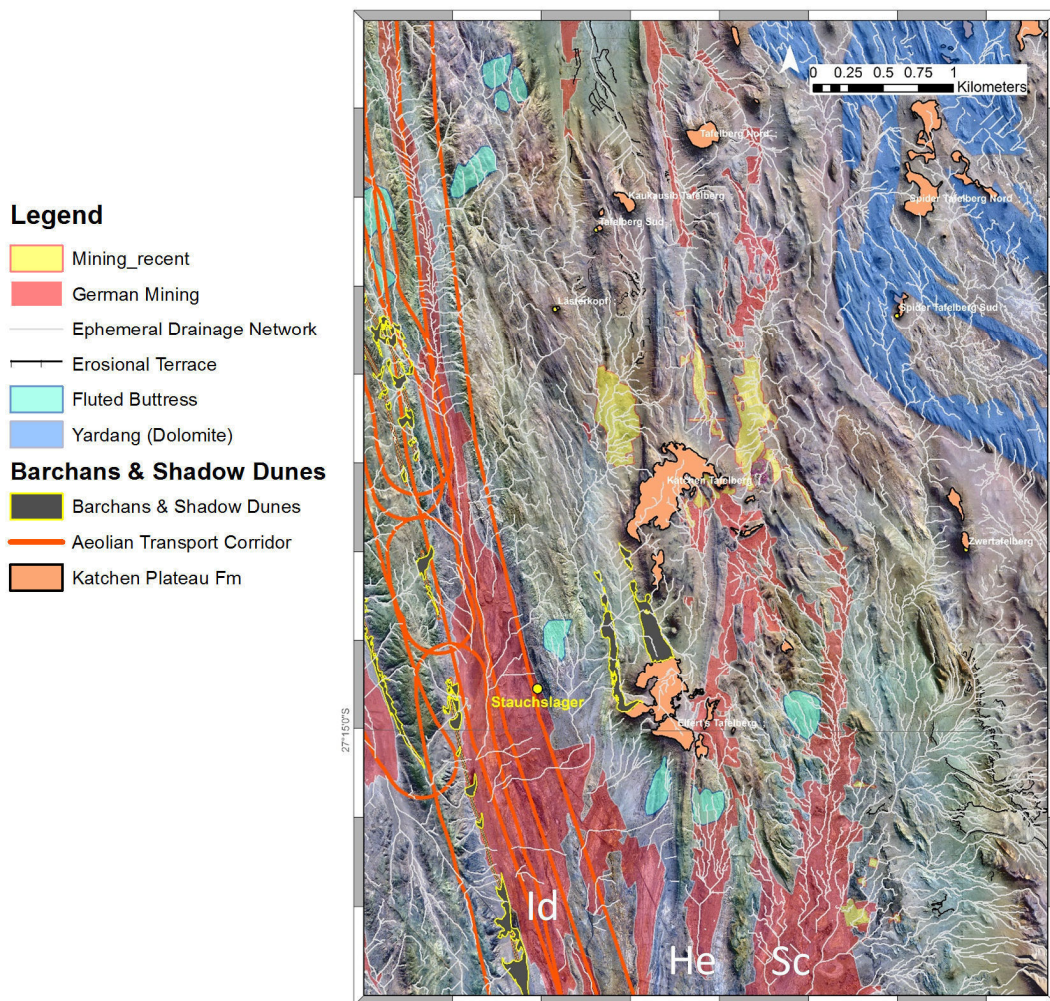 Legend
Mining_recent
German Mining
Ephemeral Drainage Network
Erosional Terrace
Fluted Buttress
Yardang (Dolomite)
Barchans & Shadow Dunes
Barchans & Shadow Dunes
Aeolian Transport Corridor
Katchen Plateau Fm
0 0.25 0.5 0.75 1
Kilometers
Tafelberg Nord
Kaukausib Tafelberg
Spider Tafelberg Nord
Tafelberg Sud
Lästerkopf
Spider Tafelberg Sud
Katchen Tafelberg
Zwertafelberg
Stauchslager
Eifert's Tafelberg
27°15'0"S
Id
He
Sc